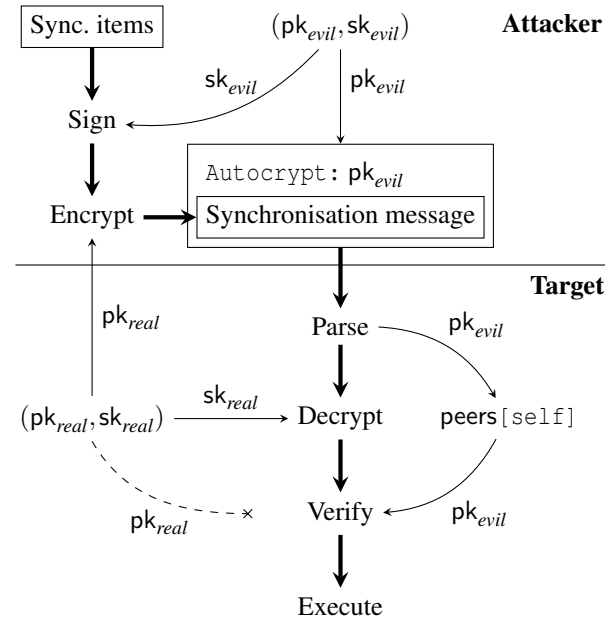 Sync. items
(pk_evil, sk_evil)
Attacker
sk_evil
pk_evil
Sign
Autocrypt: pk_evil
Encrypt
Synchronisation message
Target
pk_real
Parse
pk_evil
(pk_real, sk_real)
sk_real
Decrypt
peers[self]
pk_real
Verify
pk_evil
Execute